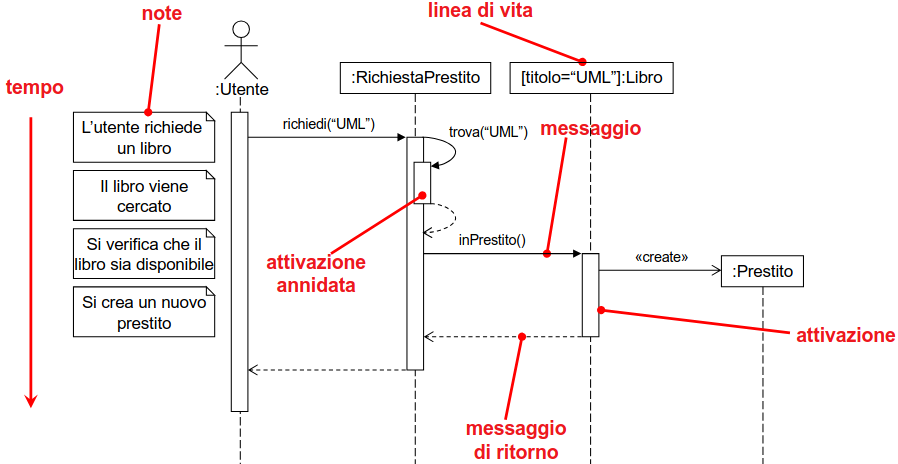 note
linea di vita
tempo
:Utente
:RichiestaPrestito
[titolo=“UML”]:Libro
L’utente richiede
un libro
richiedi(“UML”)
trova(“UML”)
messaggio
Il libro viene
cercato
Si verifica che il
libro sia disponibile
attivazione
annidata
inPrestito()
«create»
:Prestito
Si crea un nuovo
prestito
attivazione
messaggio
di ritorno